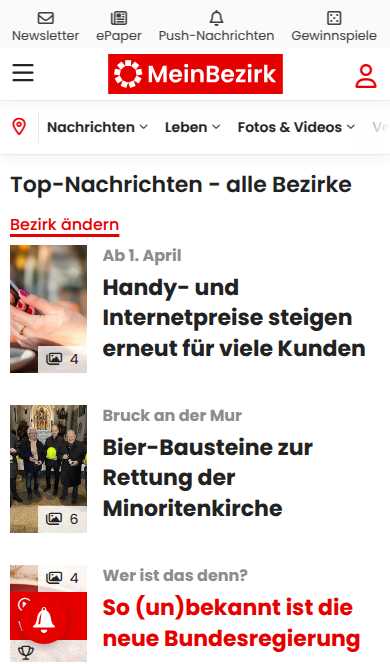 Newsletter
ePaper
Push-Nachrichten
Gewinnspiele
MeinBezirk
Nachrichten
Leben
Fotos & Videos
Top-Nachrichten - alle Bezirke
Bezirk ändern
4
Ab 1. April
Handy- und
Internetpreise steigen
erneut für viele Kunden
6
Bruck an der Mur
Bier-Bausteine zur
Rettung der
Minoritenkirche
4
Wer ist das denn?
So (un)bekannt ist die
neue Bundesregierung